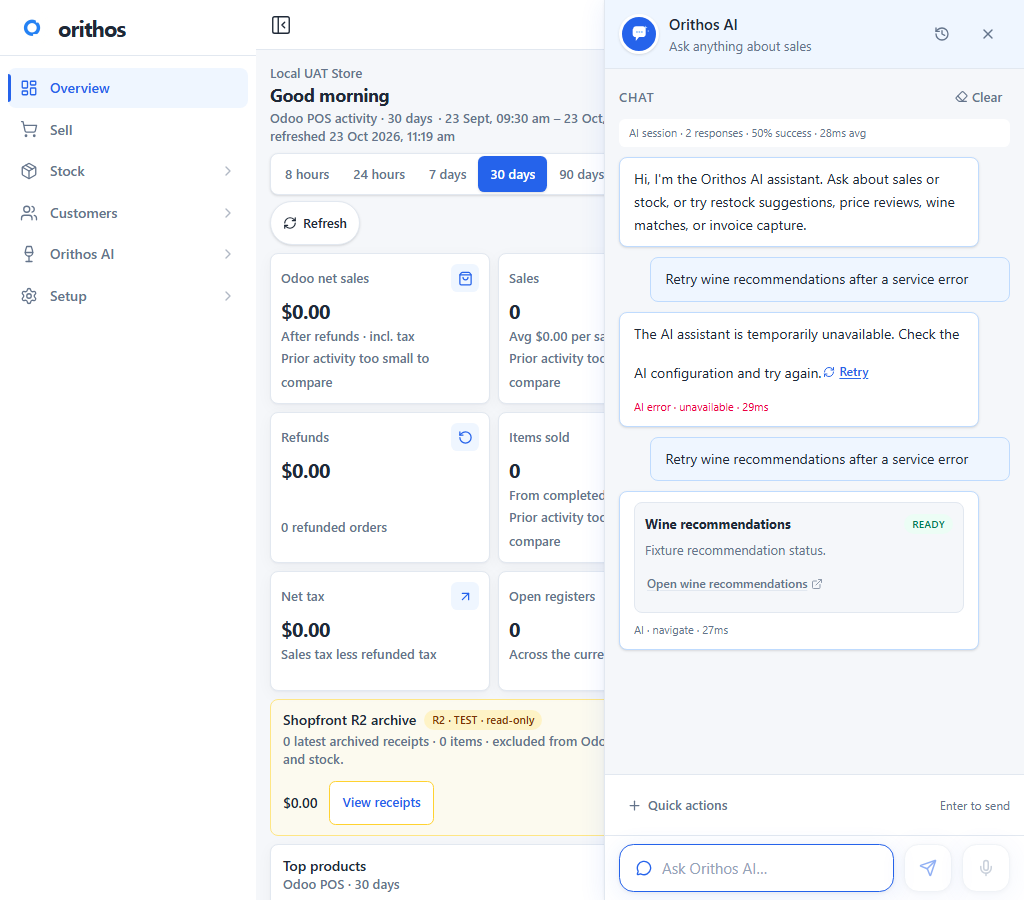 orithos
Overview
Sell
Stock
Customers
Orithos AI
Setup
Local UAT Store
Good morning
Odoo POS activity · 30 days · 23 Sept, 09:30 am – 23 Oct,
refreshed 23 Oct 2026, 11:19 am
8 hours 24 hours 7 days 30 days 90 days
Refresh
Odoo net sales
$0.00
After refunds · incl. tax
Prior activity too small to
compare
Sales
0
Avg $0.00 per sa
Prior activity too
compare
Refunds
$0.00
0 refunded orders
Items sold
0
From completed
Prior activity too
compare
Net tax
$0.00
Sales tax less refunded tax
Open registers
0
Across the curre
Shopfront R2 archive R2 · TEST · read-only
0 latest archived receipts · 0 items · excluded from Odo
and stock.
$0.00 View receipts
Top products
Odoo POS · 30 days
Orithos AI
Ask anything about sales
CHAT Clear
AI session · 2 responses · 50% success · 28ms avg
Hi, I'm the Orithos AI assistant. Ask about sales or
stock, or try restock suggestions, price reviews, wine
matches, or invoice capture.
Retry wine recommendations after a service error
The AI assistant is temporarily unavailable. Check the
AI configuration and try again. Retry
AI error · unavailable · 29ms
Retry wine recommendations after a service error
Wine recommendations READY
Fixture recommendation status.
Open wine recommendations
AI · navigate · 27ms
Quick actions Enter to send
Ask Orithos AI...